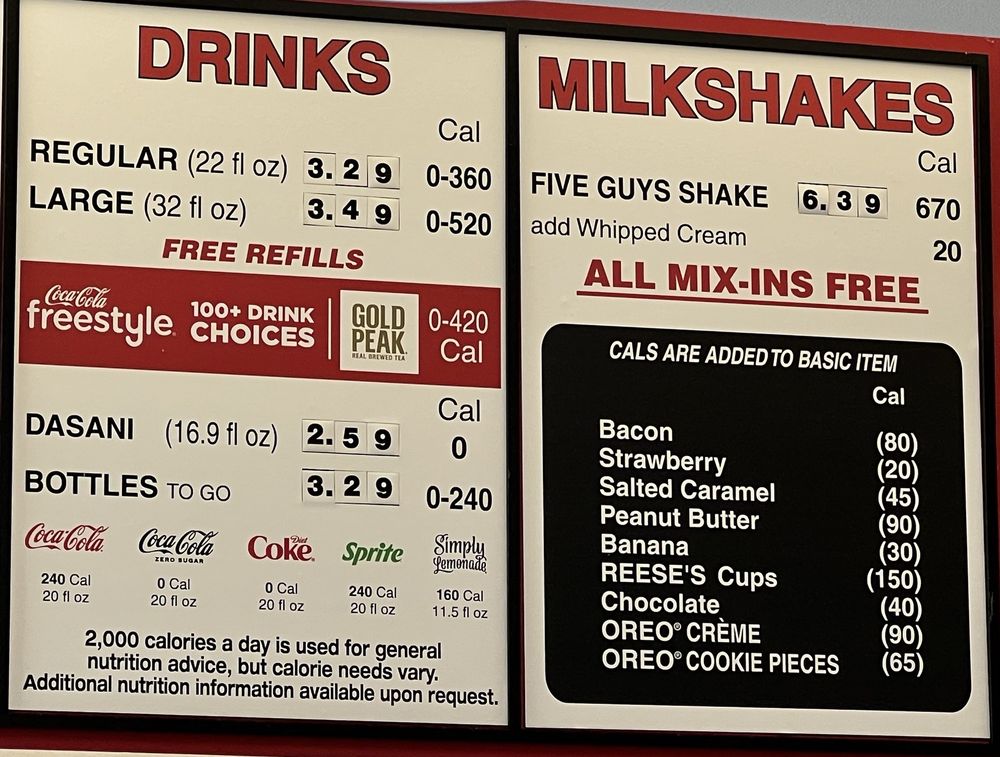 DRINKS
Cal
REGULAR (22 fl oz) 3.29 0-360
LARGE (32 fl oz) 3.49 0-520
FREE REFILLS
Coca-Cola
freestyle
100+ DRINK
CHOICES
GOLD
PEAK
REAL BREWED TEA
0-420
Cal
Cal
DASANI (16.9 fl oz) 2.59 0
BOTTLES TO GO 3.29 0-240
Coca-Cola
240 Cal
20 fl oz
Coca-Cola
ZERO SUGAR
0 Cal
20 fl oz
Diet
Coke
0 Cal
20 fl oz
Sprite
240 Cal
20 fl oz
Simply
Lemonade
160 Cal
11.5 fl oz
2,000 calories a day is used for general
nutrition advice, but calorie needs vary.
Additional nutrition information available upon request.
MILKSHAKES
Cal
FIVE GUYS SHAKE 6.39 670
add Whipped Cream 20
ALL MIX-INS FREE
CALS ARE ADDED TO BASIC ITEM
Cal
Bacon (80)
Strawberry (20)
Salted Caramel (45)
Peanut Butter (90)
Banana (30)
REESE'S Cups (150)
Chocolate (40)
OREO® CRÈME (90)
OREO® COOKIE PIECES (65)